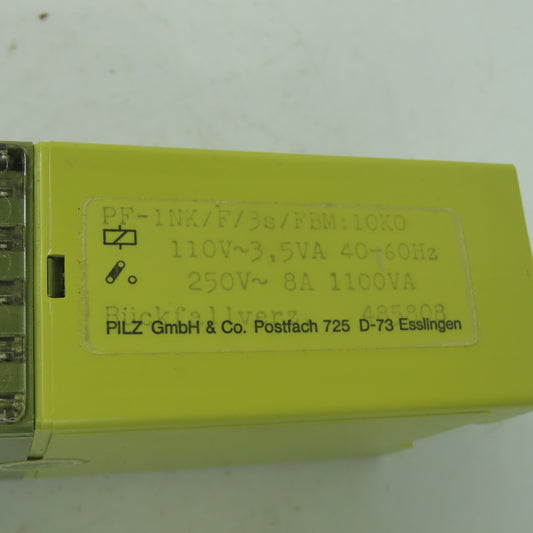 PF-1NK/F/3s/FBM:10KO
110V~3,5VA 40-60Hz
250V~ 8A 1100VA
Rückfallverz. 485808
PILZ GmbH & Co. Postfach 725 D-73 Esslingen